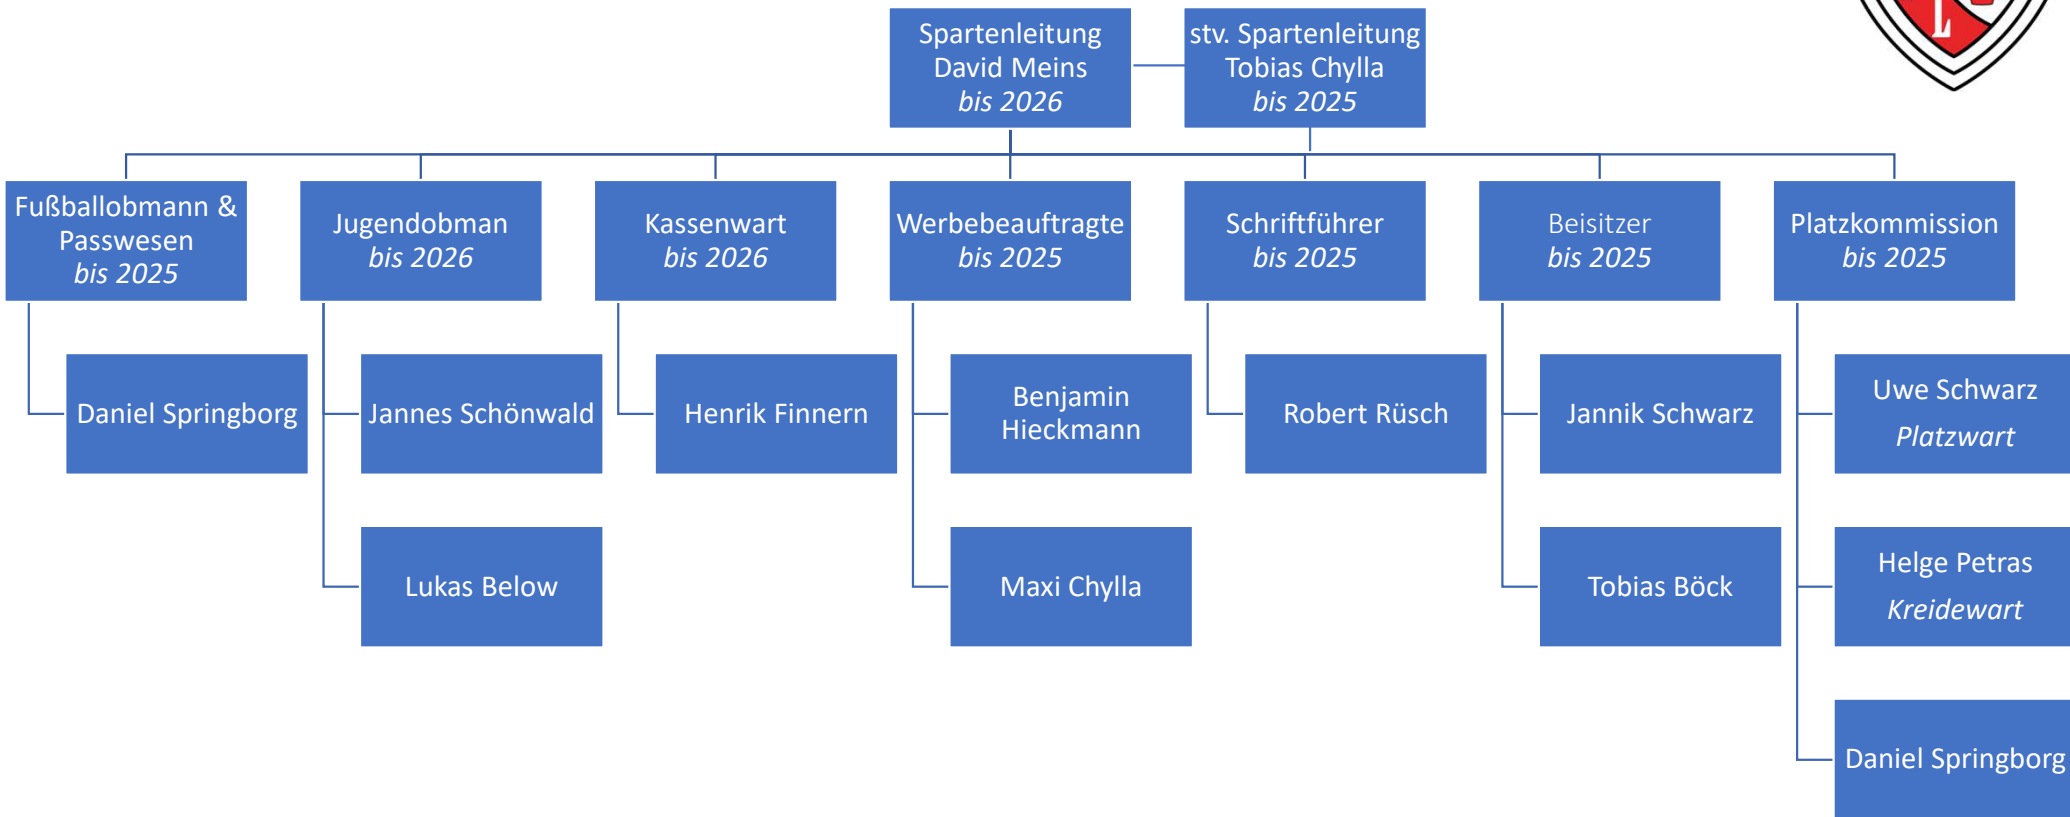 L
Spartenleitung
David Meins
bis 2026
stv. Spartenleitung
Tobias Chylla
bis 2025
Fußballobmann &
Passwesen
bis 2025
Jugendobman
bis 2026
Kassenwart
bis 2026
Werbebeauftragte
bis 2025
Schriftführer
bis 2025
Beisitzer
bis 2025
Platzkommission
bis 2025
Daniel Springborg
Jannes Schönwald
Henrik Finnern
Benjamin
Hieckmann
Robert Rüsch
Jannik Schwarz
Uwe Schwarz
Platzwart
Lukas Below
Maxi Chylla
Tobias Böck
Helge Petras
Kreidewart
Daniel Springborg